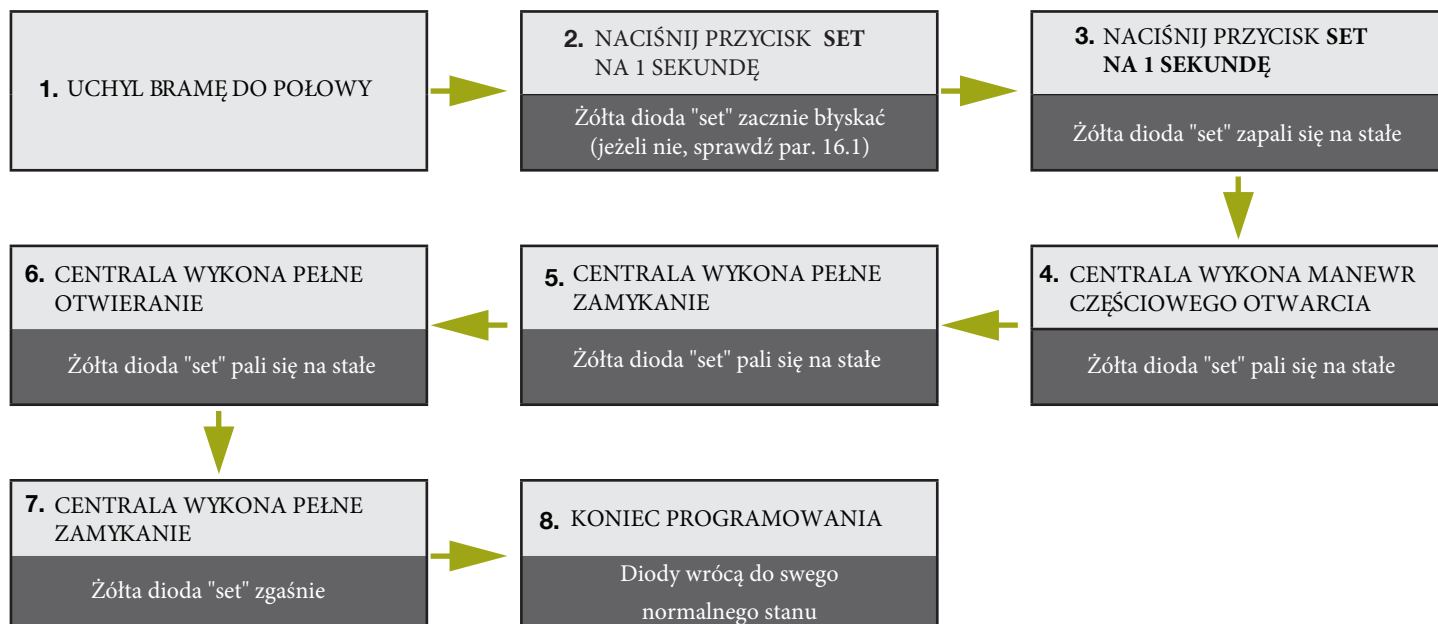 1. UCHYL BRAMĘ DO POŁOWY
2. NACIŚNIJ PRZYCISK SET
NA 1 SEKUNDĘ
Żółta dioda "set" zacznie błyskać
(jeżeli nie, sprawdź par. 16.1)
3. NACIŚNIJ PRZYCISK SET
NA 1 SEKUNDĘ
Żółta dioda "set" zapali się na stałe
4. CENTRALA WYKONA MANEWR
CZĘŚCIOWEGO OTWARCIA
Żółta dioda "set" pali się na stałe
5. CENTRALA WYKONA PEŁNE
ZAMYKANIE
Żółta dioda "set" pali się na stałe
6. CENTRALA WYKONA PEŁNE
OTWIERANIE
Żółta dioda "set" pali się na stałe
7. CENTRALA WYKONA PEŁNE
ZAMYKANIE
Żółta dioda "set" zgaśnie
8. KONIEC PROGRAMOWANIA
Diody wrócą do swego
normalnego stanu